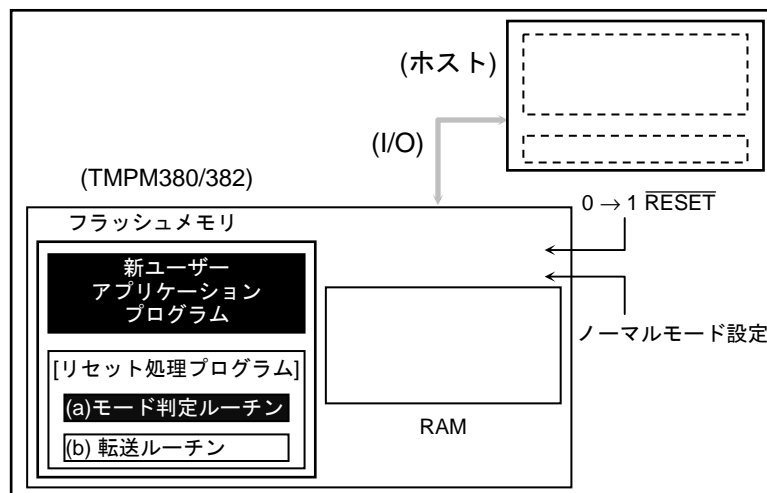 (ホスト)
(I/O)
(TMPM380/382)
0 → 1 RESET
フラッシュメモリ
新ユーザー
アプリケーション
プログラム
ノーマルモード設定
[リセット処理プログラム]
(a)モード判定ルーチン
(b) 転送ルーチン
RAM